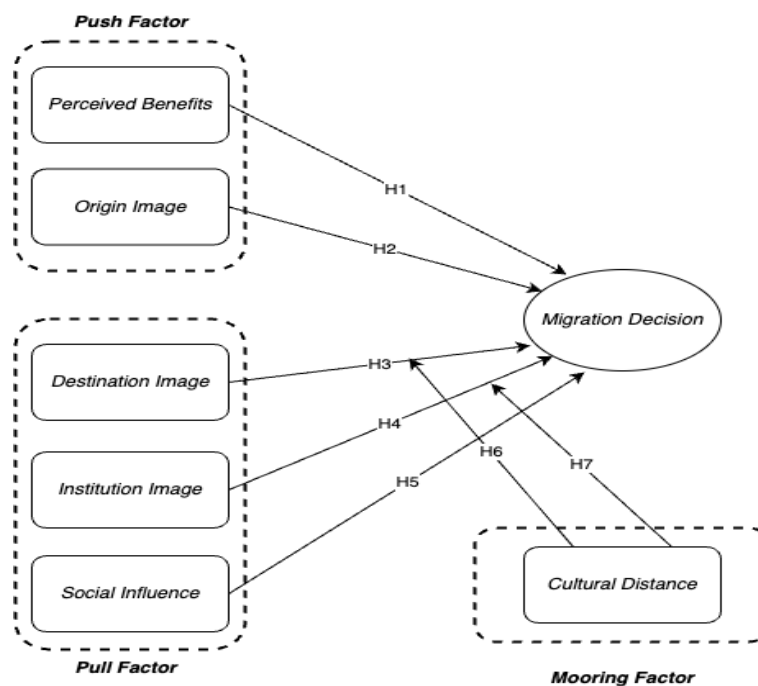 Push Factor
Perceived Benefits
Origin Image
H1
H2
Migration Decision
Destination Image
H3
Institution Image
H4
Social Influence
H5
H6
H7
Cultural Distance
Pull Factor
Mooring Factor